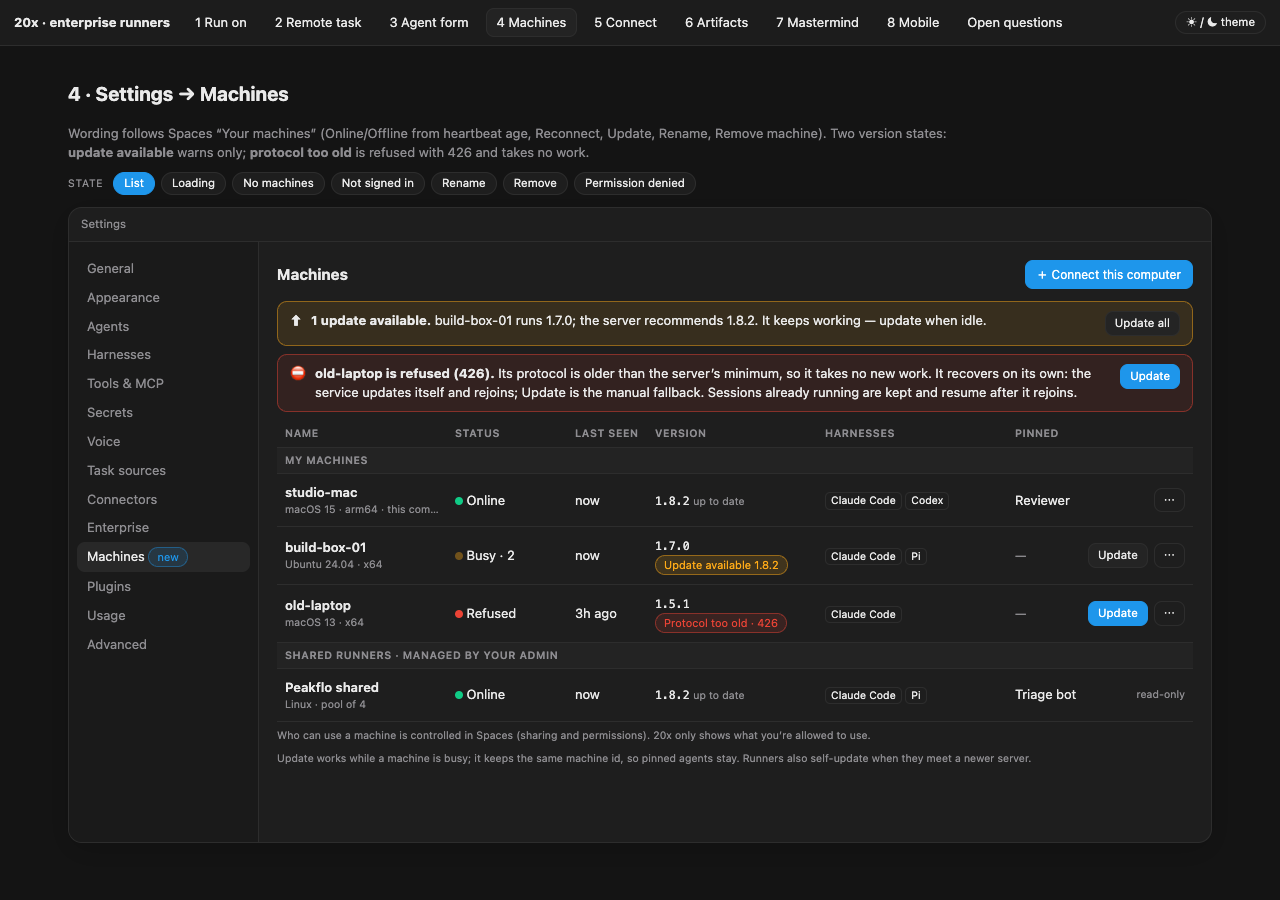 20x · enterprise runners 1 Run on 2 Remote task 3 Agent form 4 Machines 5 Connect 6 Artifacts 7 Mastermind 8 Mobile Open questions ☀ / ☾ theme
4 · Settings → Machines
Wording follows Spaces “Your machines” (Online/Offline from heartbeat age, Reconnect, Update, Rename, Remove machine). Two version states:
update available warns only; protocol too old is refused with 426 and takes no work.
STATE List Loading No machines Not signed in Rename Remove Permission denied
Settings
General
Appearance
Agents
Harnesses
Tools & MCP
Secrets
Voice
Task sources
Connectors
Enterprise
Machines new
Plugins
Usage
Advanced
Machines + Connect this computer
⬆ 1 update available. build-box-01 runs 1.7.0; the server recommends 1.8.2. It keeps working — update when idle. Update all
⛔ old-laptop is refused (426). Its protocol is older than the server’s minimum, so it takes no new work. It recovers on its own: the
service updates itself and rejoins; Update is the manual fallback. Sessions already running are kept and resume after it rejoins.
Update
NAME STATUS LAST SEEN VERSION HARNESSES PINNED
MY MACHINES
studio-mac
macOS 15 · arm64 · this com…
Online now 1.8.2 up to date Claude Code Codex Reviewer ···
build-box-01
Ubuntu 24.04 · x64
Busy · 2 now 1.7.0
Update available 1.8.2
Claude Code Pi — Update ···
old-laptop
macOS 13 · x64
Refused 3h ago 1.5.1
Protocol too old · 426
Claude Code — Update ···
SHARED RUNNERS · MANAGED BY YOUR ADMIN
Peakflo shared
Linux · pool of 4
Online now 1.8.2 up to date Claude Code Pi Triage bot read-only
Who can use a machine is controlled in Spaces (sharing and permissions). 20x only shows what you’re allowed to use.
Update works while a machine is busy; it keeps the same machine id, so pinned agents stay. Runners also self-update when they meet a newer server.